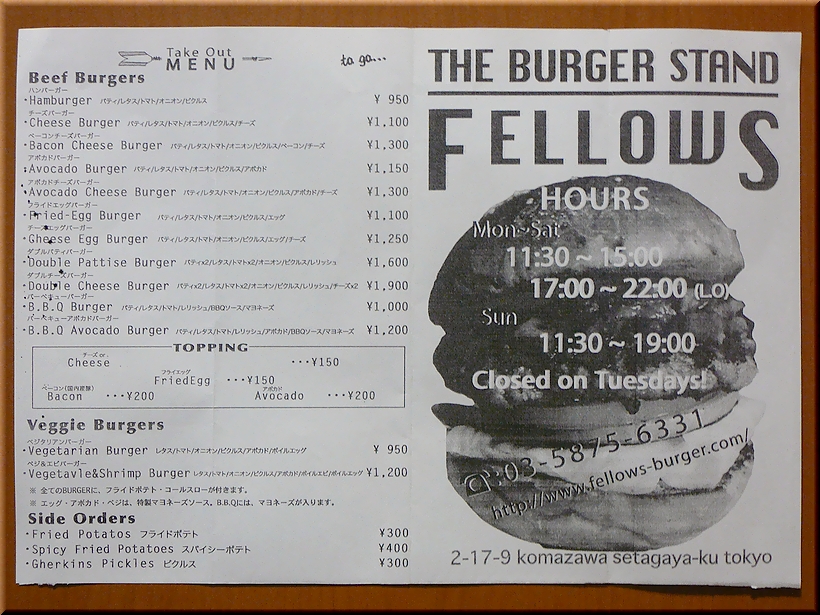 Take Out
MENU
to go...
Beef Burgers
ハンバーガー
・Hamburger パティ/レタス/トマト/オニオン/ピクルス ¥ 950
チーズバーガー
・Cheese Burger パティ/レタス/トマト/オニオン/ピクルス/チーズ ¥1,100
ベーコンチーズバーガー
・Bacon Cheese Burger パティ/レタス/トマト/オニオン/ピクルス/ベーコン/チーズ ¥1,300
アボカドバーガー
・Avocado Burger パティ/レタス/トマト/オニオン/ピクルス/アボカド ¥1,150
アボカドチーズバーガー
・Avocado Cheese Burger パティ/レタス/トマト/オニオン/ピクルス/アボカド/チーズ ¥1,300
フライドエッグバーガー
・Fried-Egg Burger パティ/レタス/トマト/オニオン/ピクルス/エッグ ¥1,100
チーズエッグバーガー
・Cheese Egg Burger パティ/レタス/トマト/オニオン/ピクルス/エッグ/チーズ ¥1,250
ダブルパティバーガー
・Double Pattise Burger パティx2/レタス/トマトx2/オニオン/ピクルス/レリッシュ ¥1,600
ダブルチーズバーガー
・Double Cheese Burger パティx2/レタス/トマトx2/オニオン/ピクルス/レリッシュ/チーズx2 ¥1,900
バーベキューバーガー
・B.B.Q Burger パティ/レタス/トマト/レリッシュ/BBQソース/マヨネーズ ¥1,000
バーベキューアボカドバーガー
・B.B.Q Avocado Burger パティ/レタス/トマト/レリッシュ/アボカド/BBQソース/マヨネーズ ¥1,200
TOPPING
チーズ or.
Cheese ・・・¥150
フライエッグ
FriedEgg ・・・¥150
ベーコン(国内産豚) アボカド
Bacon ・・・¥200 Avocado ・・・¥200
Veggie Burgers
ベジタリアンバーガー
・Vegetarian Burger レタス/トマト/オニオン/ピクルス/アボカド/ボイルエッグ ¥ 950
ベジ&エビバーガー
・Vegetavle&Shrimp Burger レタス/トマト/オニオン/ピクルス/アボカド/ボイルエビ/ボイルエッグ ¥1,200
※ 全てのBURGERに、フライドポテト・コールスローが付きます。
※ エッグ・アボカド・ベジは、特製マヨネーズソース。B.B.Qには、マヨネーズが入ります。
Side Orders
・Fried Potatos フライドポテト ¥300
・Spicy Fried Potatoes スパイシーポテト ¥400
・Gherkins Pickles ピクルス ¥300
THE BURGER STAND
FELLOWS
HOURS
Mon~Sat
11:30 ~ 15:00
17:00 ~ 22:00 (LO)
Sun
11:30 ~ 19:00
Closed on Tuesdays!
☎:03-5875-6331
http://www.fellows-burger.com/
2-17-9 komazawa setagaya-ku tokyo